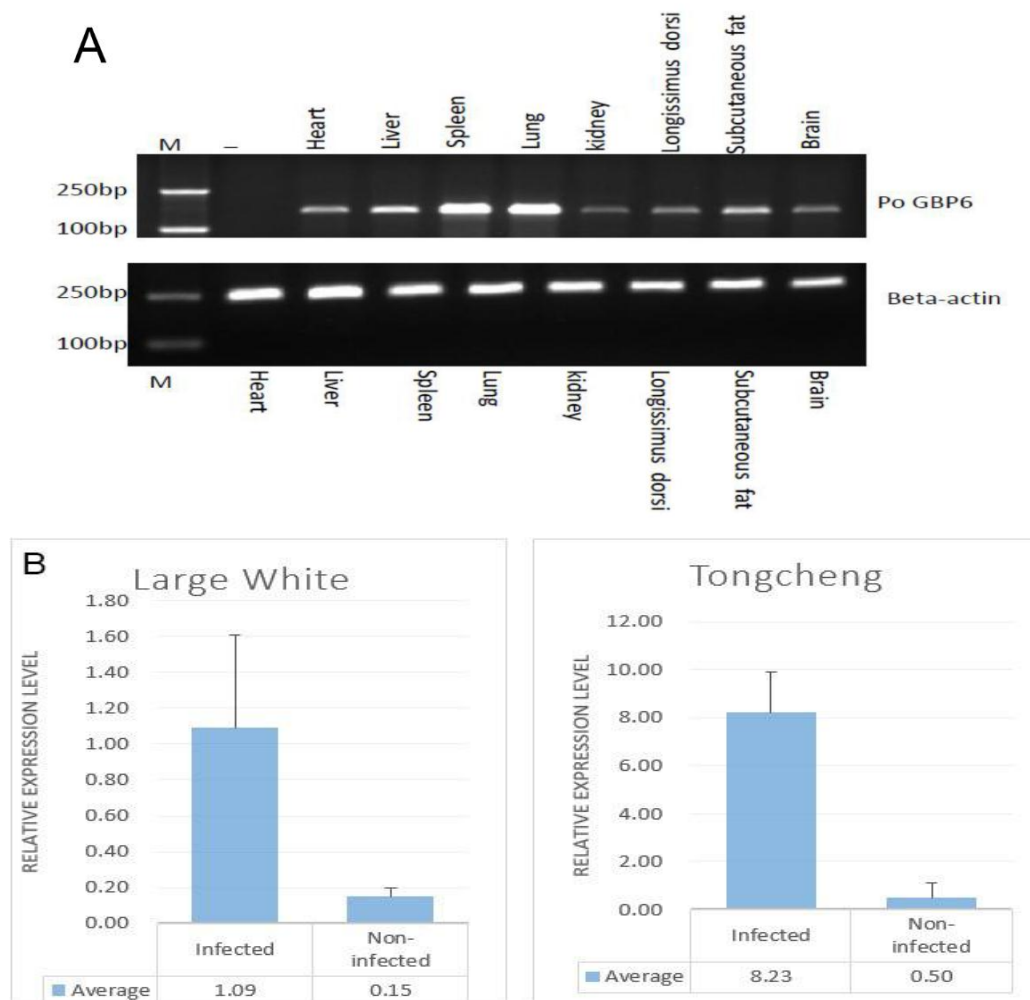 A
M
–
Heart
Liver
Spleen
Lung
kidney
Longissimus dorsi
Subcutaneous fat
Brain
250bp
100bp
Po GBP6
250bp
100bp
Beta-actin
M
Heart
Liver
Spleen
Lung
kidney
Longissimus dorsi
Subcutaneous fat
Brain
B
Large White
RELATIVE EXPRESSION LEVEL
1.80
1.60
1.40
1.20
1.00
0.80
0.60
0.40
0.20
0.00
Infected
Non-
infected
Average 1.09 0.15
Tongcheng
RELATIVE EXPRESSION LEVEL
12.00
10.00
8.00
6.00
4.00
2.00
0.00
Infected
Non-
infected
Average 8.23 0.50